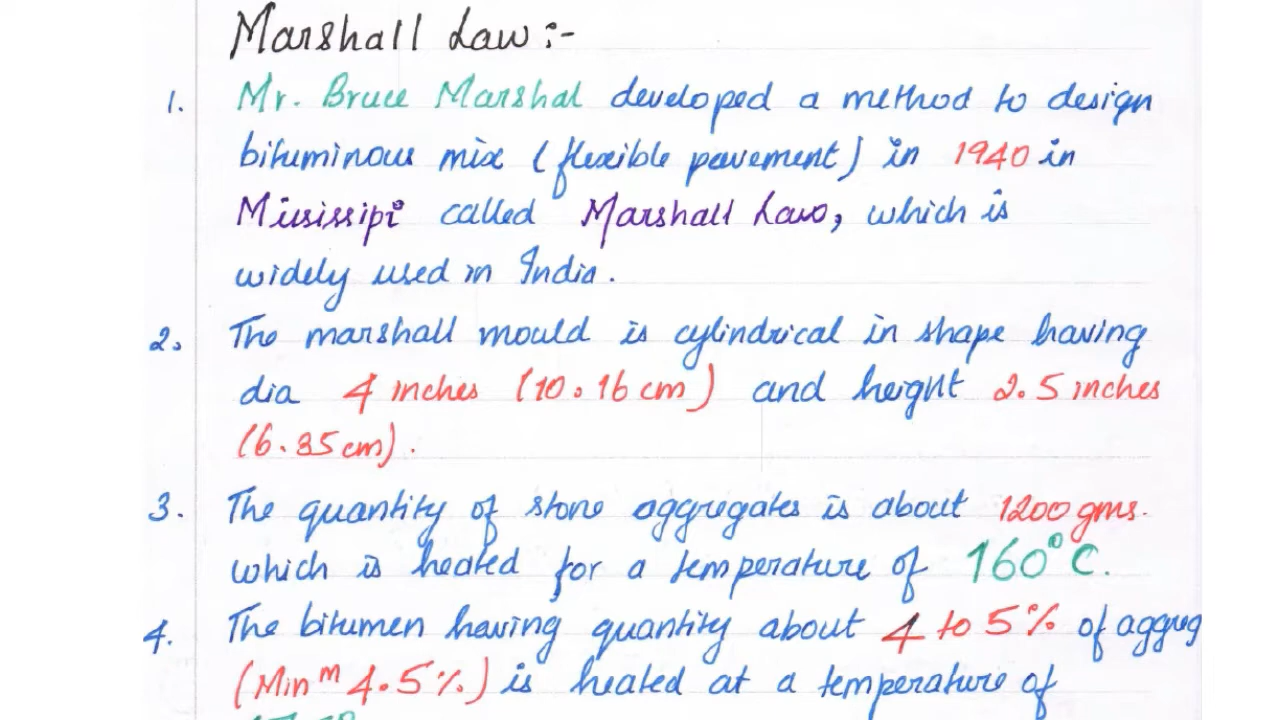 Marshall Law :-
1. Mr. Bruce Marshal developed a method to design
bituminous mix (flexible pavement) in 1940 in
Missisipi called Marshall Law, which is
widely used in India.
2. The marshall mould is cylindrical in shape having
dia 4 inches (10.16 cm) and height 2.5 inches
(6.35 cm).
3. The quantity of stone aggregates is about 1200 gms.
which is heated for a temperature of 160°C.
4. The bitumen having quantity about 4 to 5% of aggreg
(Minᵐ 4.5%) is heated at a temperature of